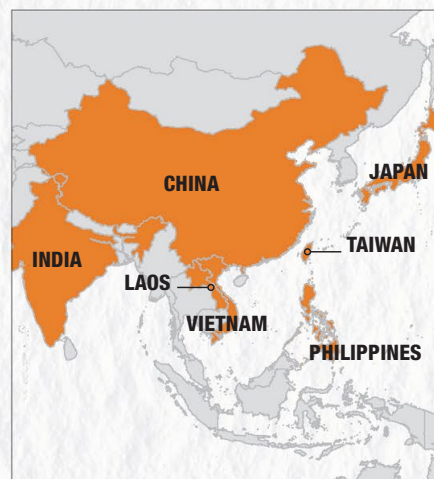 CHINA
JAPAN
TAIWAN
INDIA
LAOS
VIETNAM
PHILIPPINES